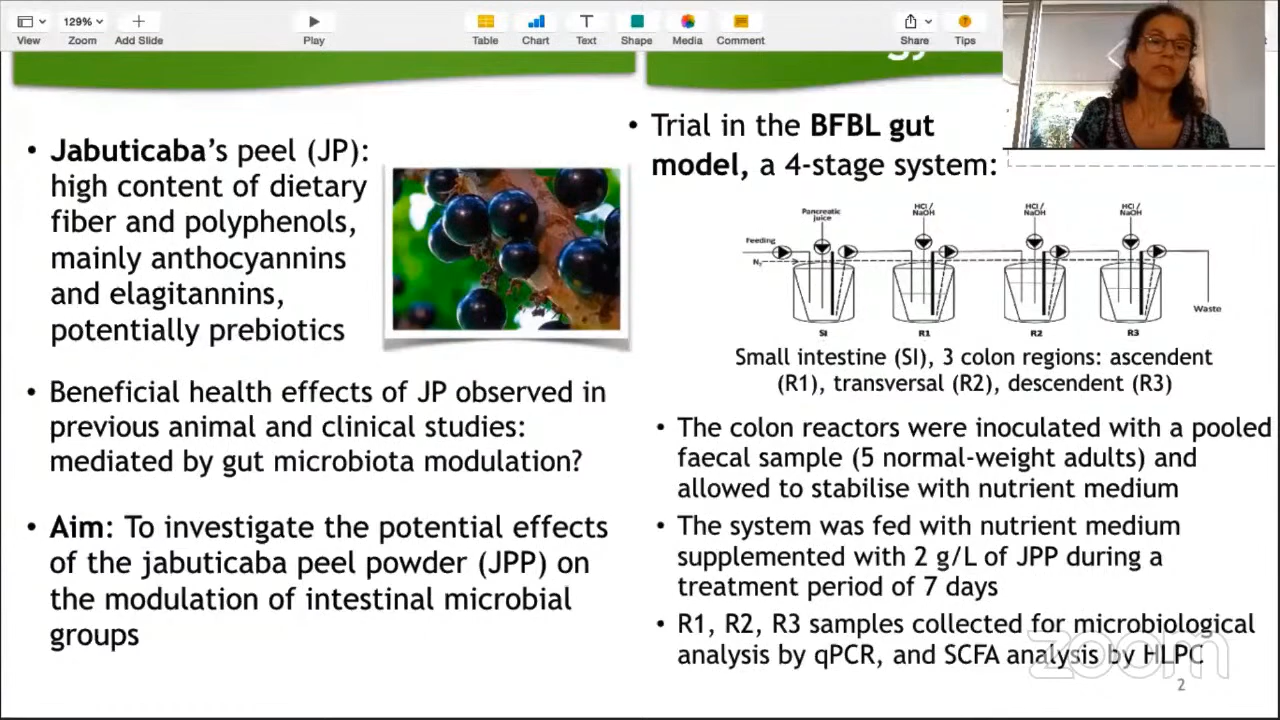 129%
View
Zoom
Add Slide
Play
Table
Chart
Text
Shape
Media
Comment
Share
Tips
• Jabuticaba's peel (JP):
high content of dietary
fiber and polyphenols,
mainly anthocyannins
and elagitannins,
potentially prebiotics
• Beneficial health effects of JP observed in
previous animal and clinical studies:
mediated by gut microbiota modulation?
• Aim: To investigate the potential effects
of the jabuticaba peel powder (JPP) on
the modulation of intestinal microbial
groups
• Trial in the BFBL gut
model, a 4-stage system:
Pancreatic
juice
HCl /
NaOH
HCl /
NaOH
HCl /
NaOH
Feeding
N₂
Waste
SI
R1
R2
R3
Small intestine (SI), 3 colon regions: ascendent
(R1), transversal (R2), descendent (R3)
• The colon reactors were inoculated with a pooled
faecal sample (5 normal-weight adults) and
allowed to stabilise with nutrient medium
• The system was fed with nutrient medium
supplemented with 2 g/L of JPP during a
treatment period of 7 days
• R1, R2, R3 samples collected for microbiological
analysis by qPCR, and SCFA analysis by HLPC
zoom
2